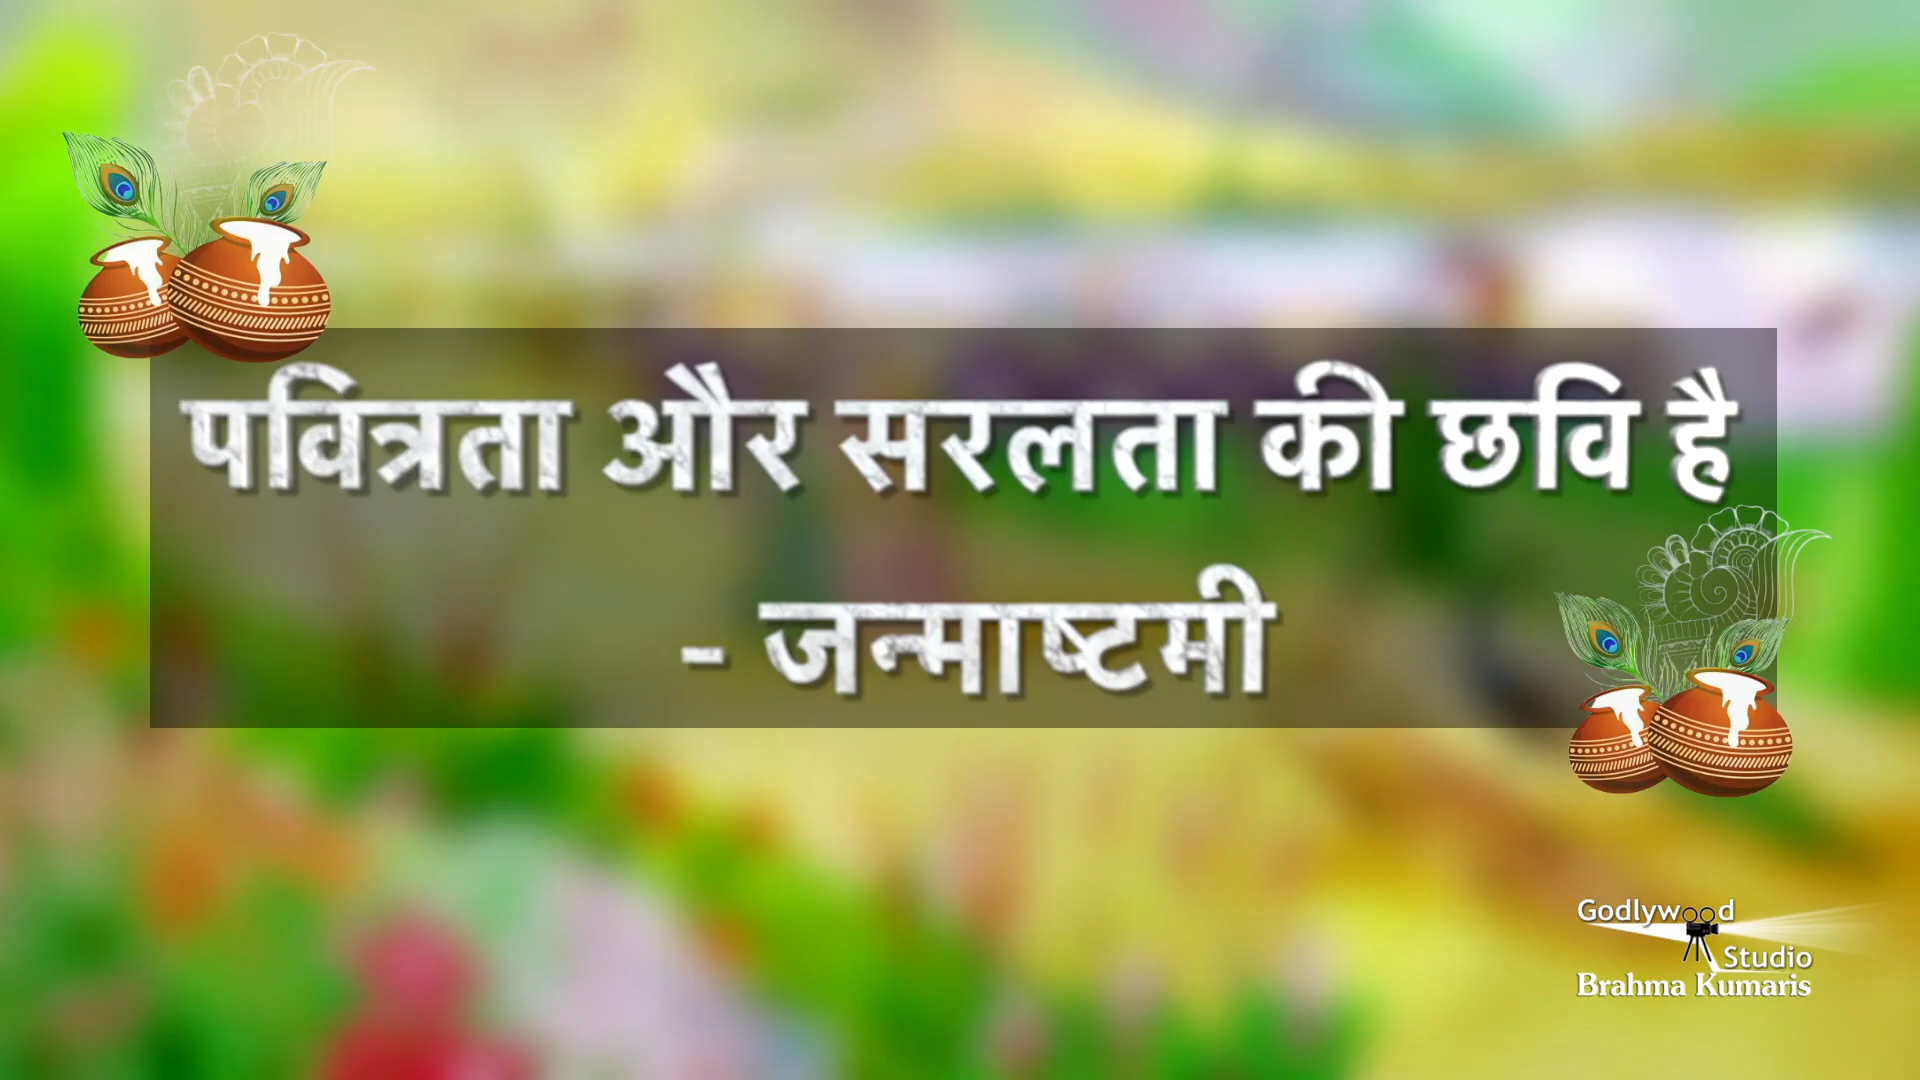 पवित्रता और सरलता की छवि है
- जन्माष्टमी
Godlywood
Studio
Brahma Kumaris